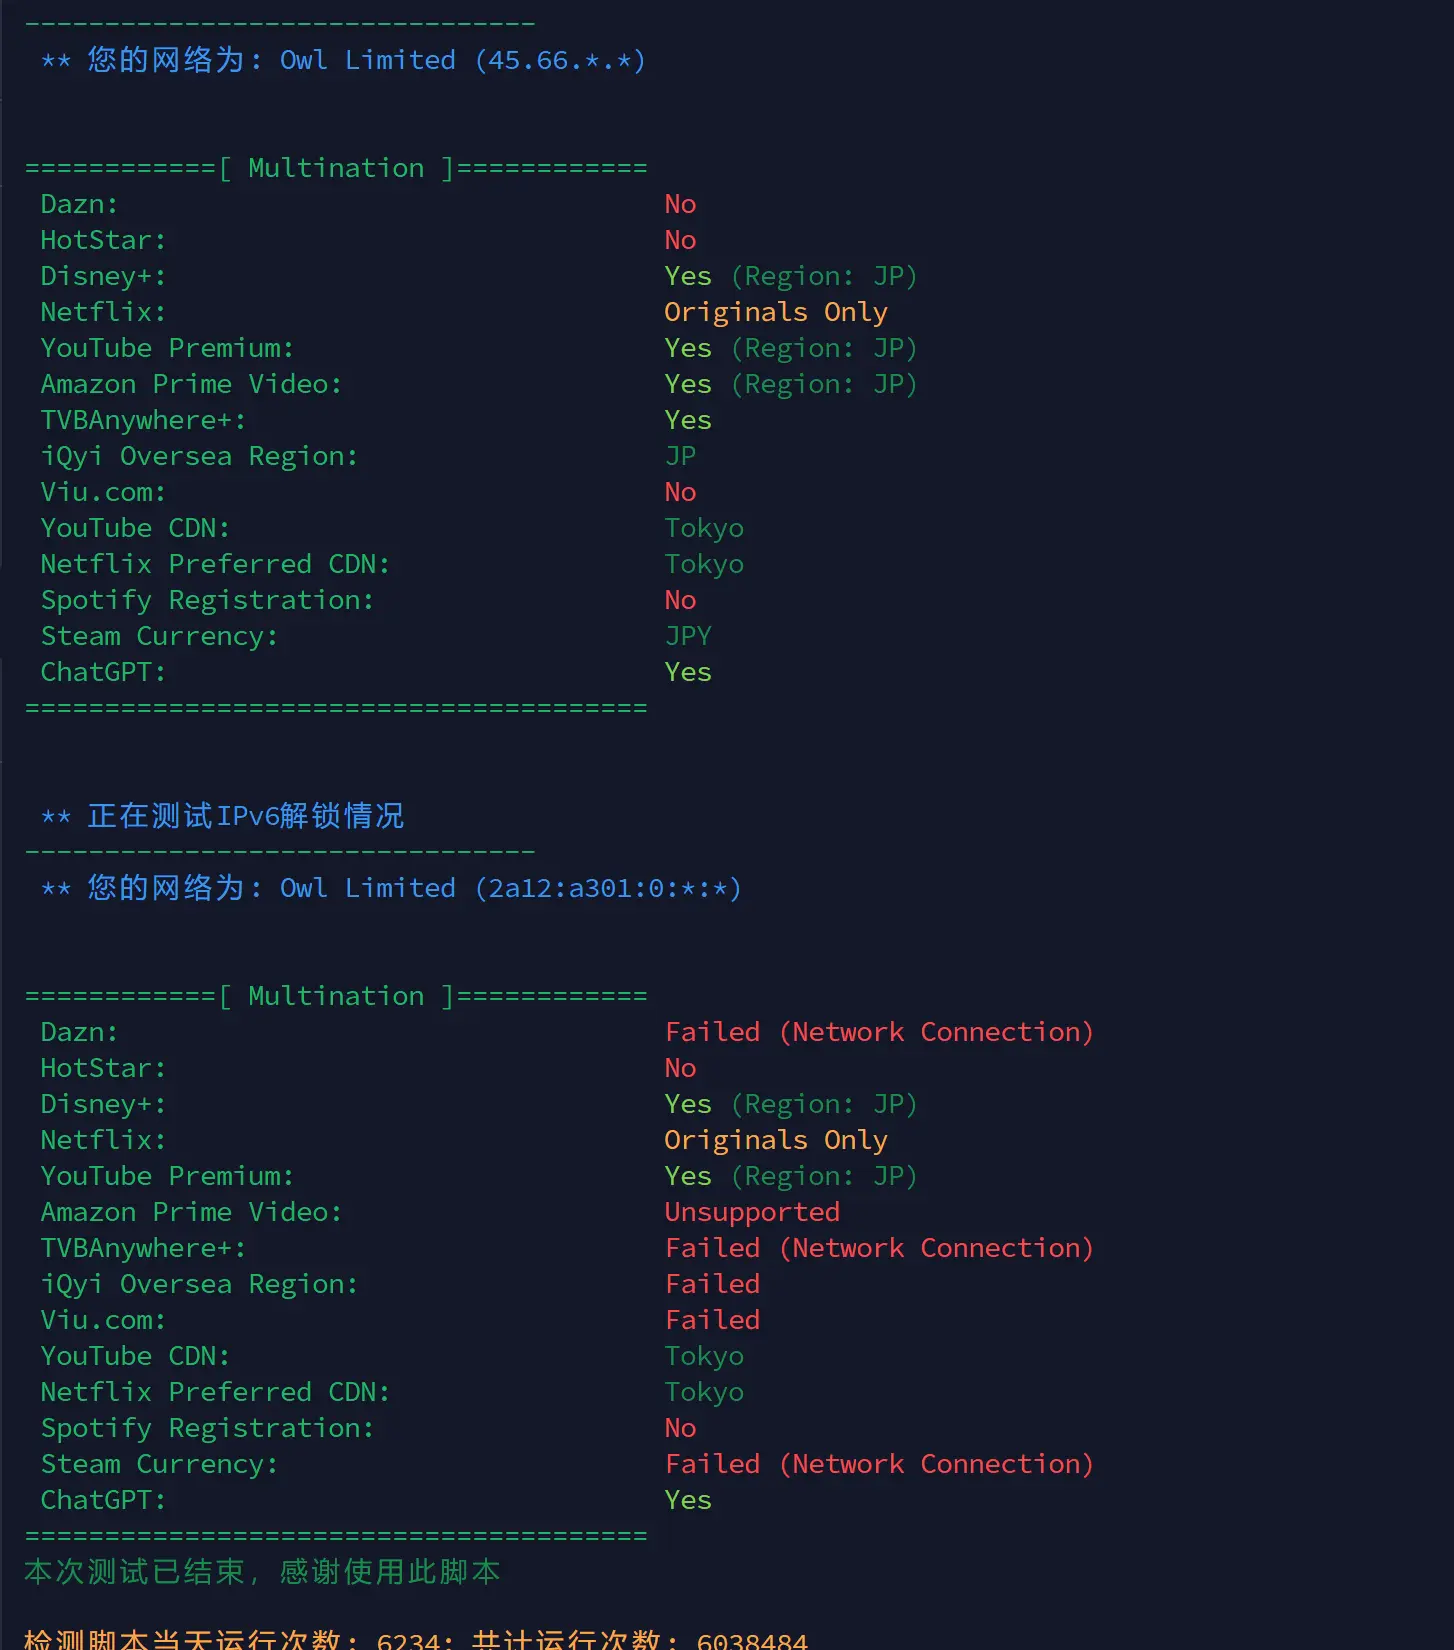 --------------------------------
** 您的网络为: Owl Limited (45.66.*.*)
============[ Multination ]============
Dazn: No
HotStar: No
Disney+: Yes (Region: JP)
Netflix: Originals Only
YouTube Premium: Yes (Region: JP)
Amazon Prime Video: Yes (Region: JP)
TVBAnywhere+: Yes
iQyi Oversea Region: JP
Viu.com: No
YouTube CDN: Tokyo
Netflix Preferred CDN: Tokyo
Spotify Registration: No
Steam Currency: JPY
ChatGPT: Yes
=======================================
** 正在测试IPv6解锁情况
--------------------------------
** 您的网络为: Owl Limited (2a12:a301:0:*:*)
============[ Multination ]============
Dazn: Failed (Network Connection)
HotStar: No
Disney+: Yes (Region: JP)
Netflix: Originals Only
YouTube Premium: Yes (Region: JP)
Amazon Prime Video: Unsupported
TVBAnywhere+: Failed (Network Connection)
iQyi Oversea Region: Failed
Viu.com: Failed
YouTube CDN: Tokyo
Netflix Preferred CDN: Tokyo
Spotify Registration: No
Steam Currency: Failed (Network Connection)
ChatGPT: Yes
=======================================
本次测试已结束，感谢使用此脚本
检测脚本当天运行次数: 6234; 共计运行次数: 6038484